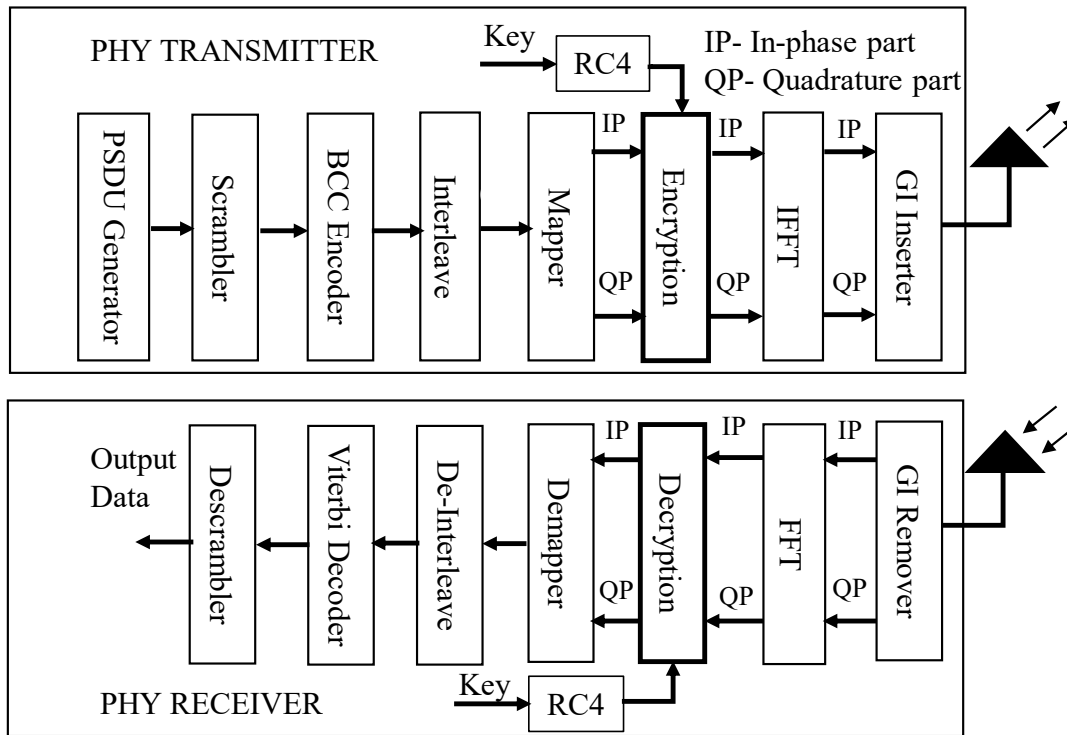 PHY TRANSMITTER
Key
RC4
IP- In-phase part
QP- Quadrature part
PSDU Generator
Scrambler
BCC Encoder
Interleave
Mapper
IP
QP
Encryption
IP
QP
IFFT
IP
QP
GI Inserter
Output
Data
Descrambler
Viterbi Decoder
De-Interleave
Demapper
IP
QP
Decryption
IP
QP
FFT
IP
QP
GI Remover
PHY RECEIVER
Key
RC4